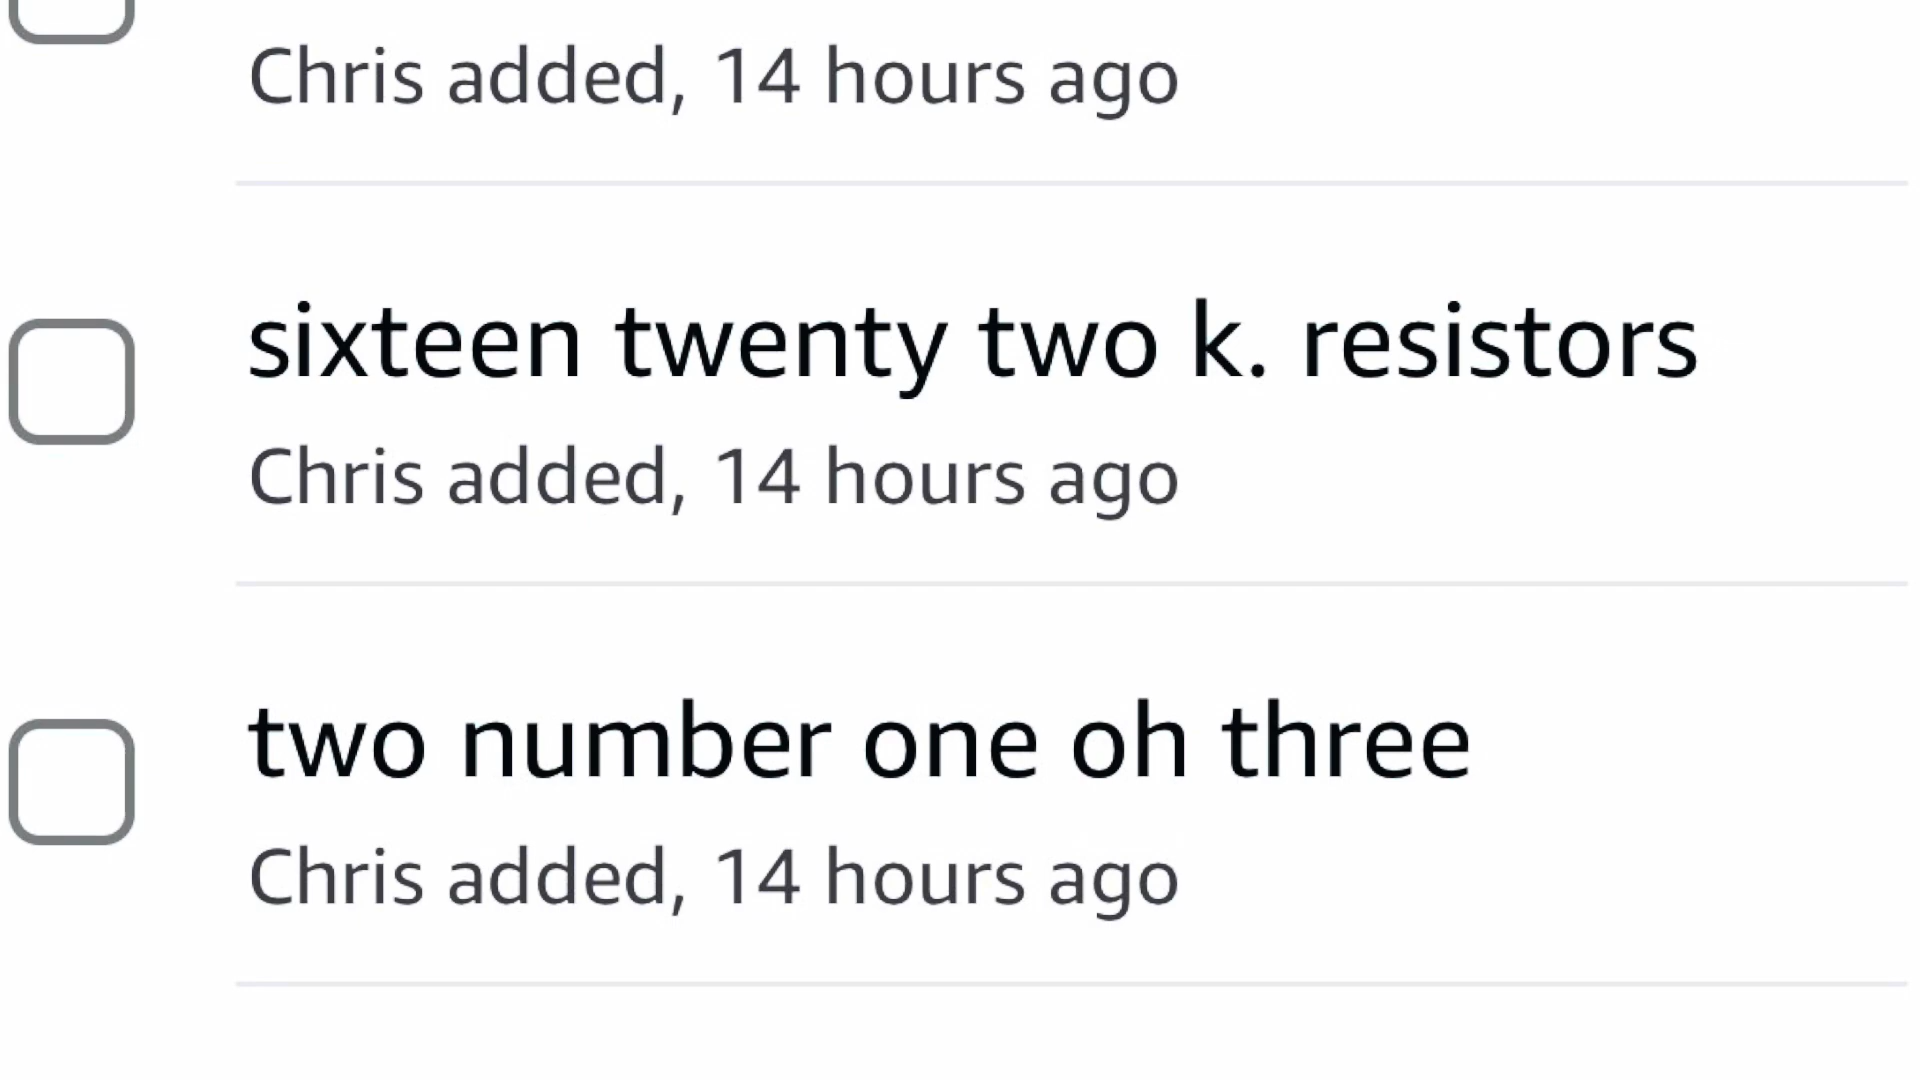 Chris added, 14 hours ago
sixteen twenty two k. resistors
Chris added, 14 hours ago
two number one oh three
Chris added, 14 hours ago